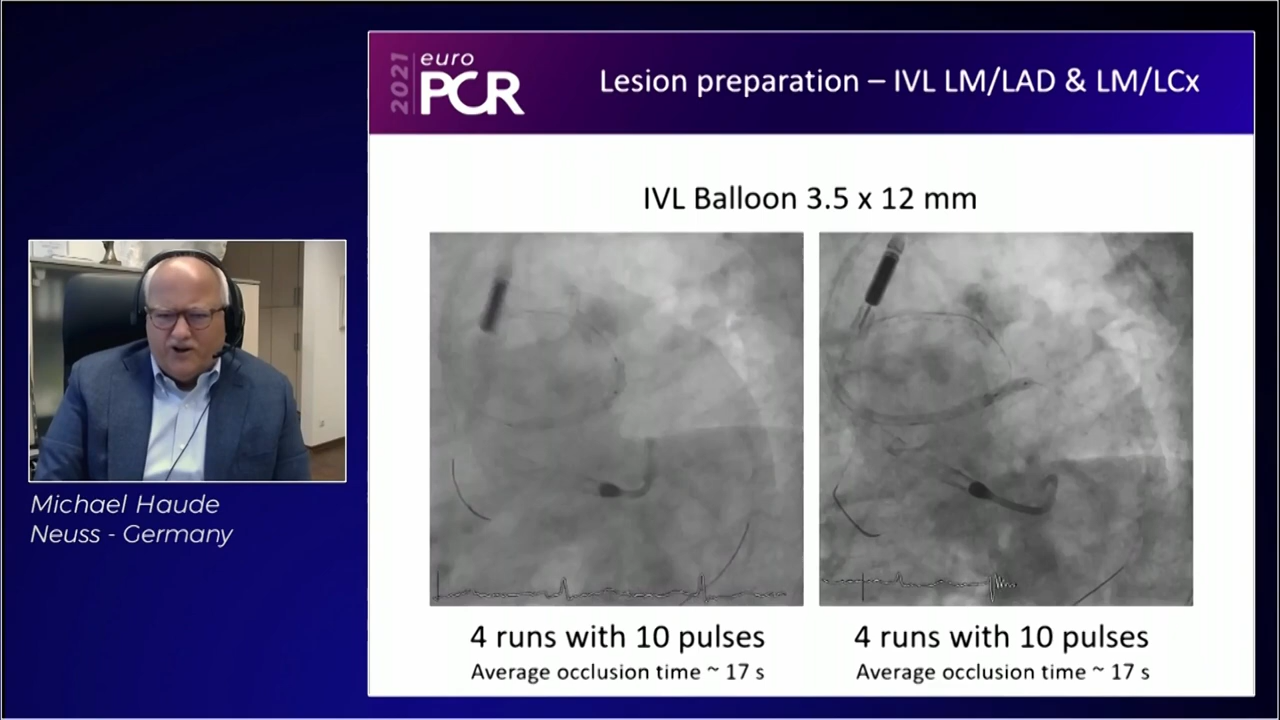 2021
euro
PCR
Lesion preparation – IVL LM/LAD & LM/LCx
IVL Balloon 3.5 x 12 mm
4 runs with 10 pulses
Average occlusion time ~ 17 s
4 runs with 10 pulses
Average occlusion time ~ 17 s
Michael Haude
Neuss - Germany